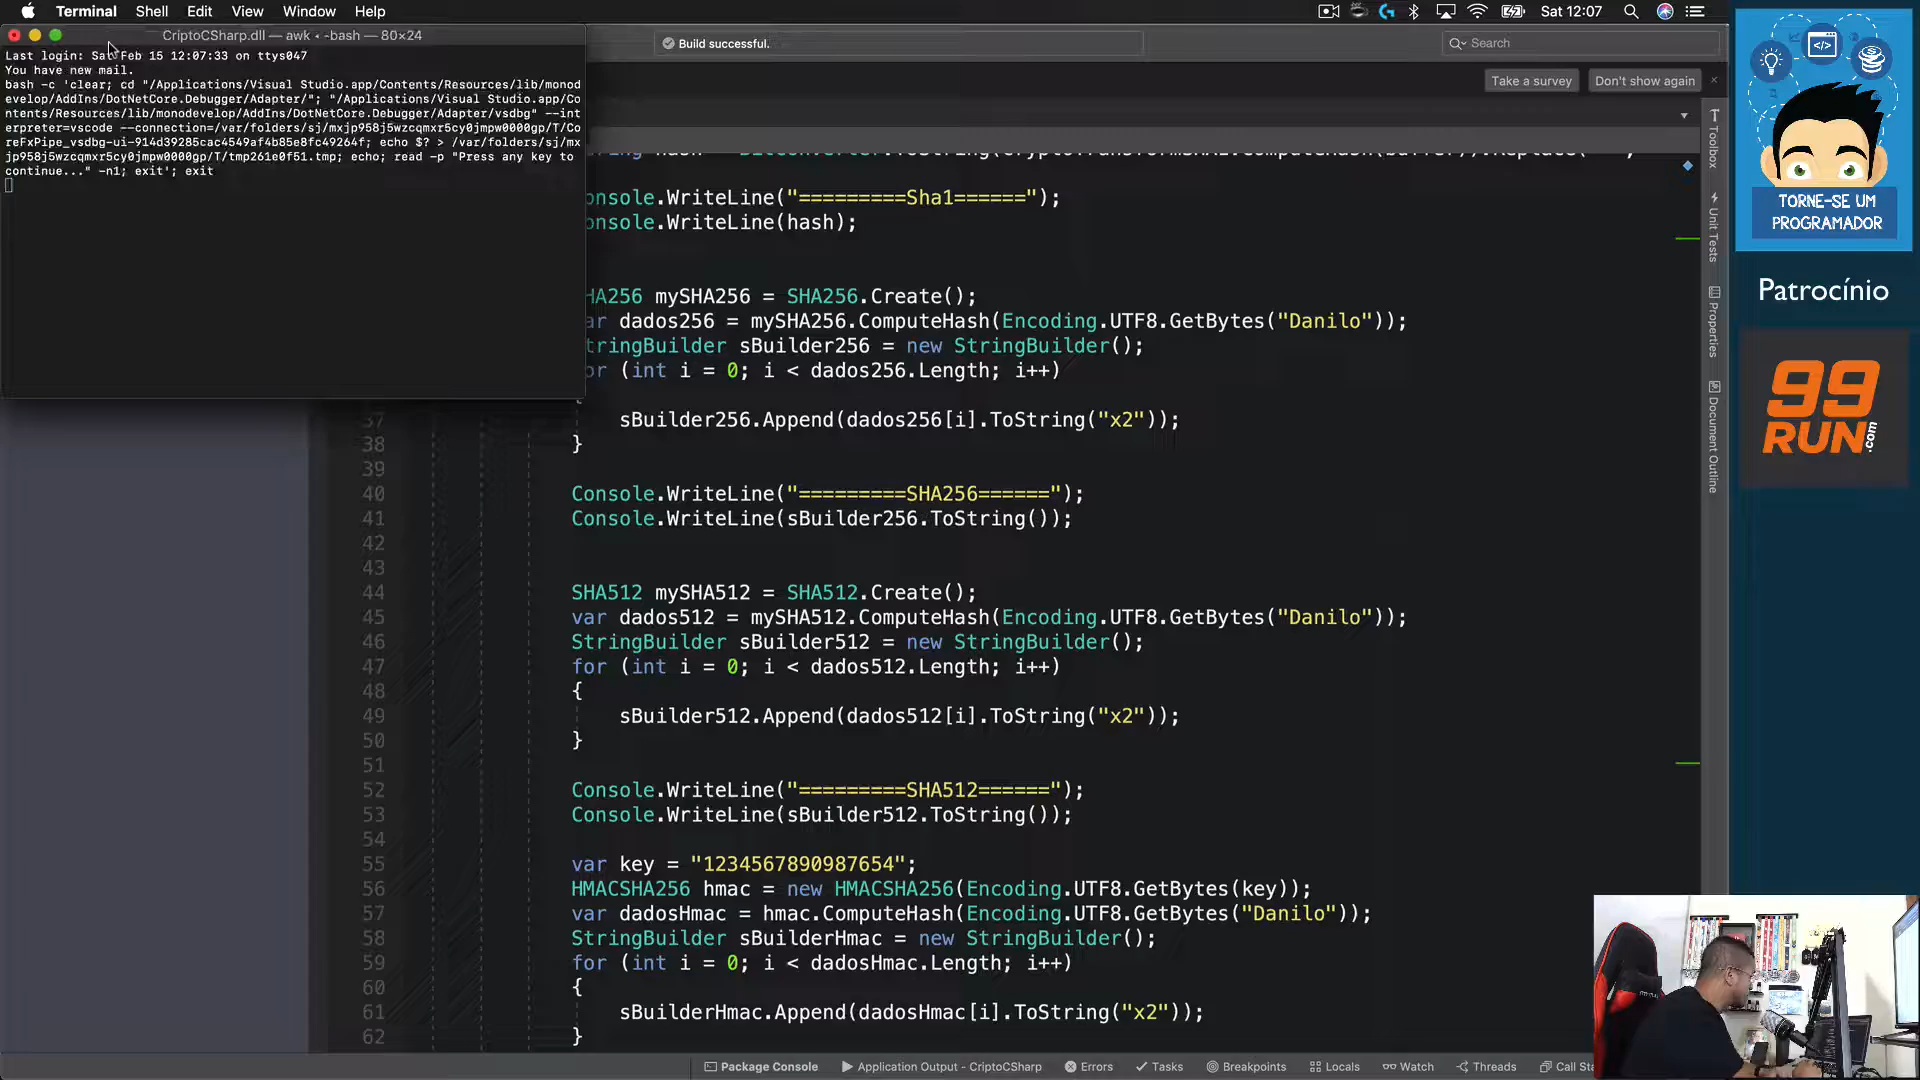 Terminal Shell Edit View Window Help
Sat 12:07
CriptoCSharp.dll — awk ◂ -bash — 80×24
Last login: Sat Feb 15 12:07:33 on ttys047
You have new mail.
bash -c 'clear; cd "/Applications/Visual Studio.app/Contents/Resources/lib/monod
evelop/AddIns/DotNetCore.Debugger/Adapter/"; "/Applications/Visual Studio.app/Co
ntents/Resources/lib/monodevelop/AddIns/DotNetCore.Debugger/Adapter/vsdbg" --int
erpreter=vscode --connection=/var/folders/sj/mxjp958j5wzcqmxr5cy0jmpw0000gp/T/Co
reFxPipe_vsdbg-ui-914d39285cac4549af4b85e8fc49264f; echo $? > /var/folders/sj/mx
jp958j5wzcqmxr5cy0jmpw0000gp/T/tmp261e0f51.tmp; echo; read -p "Press any key to
continue..." -n1; exit'; exit
Build successful.
Search
Take a survey
Don't show again
onsole.WriteLine("=========Sha1======");
onsole.WriteLine(hash);
HA256 mySHA256 = SHA256.Create();
ar dados256 = mySHA256.ComputeHash(Encoding.UTF8.GetBytes("Danilo"));
tringBuilder sBuilder256 = new StringBuilder();
or (int i = 0; i < dados256.Length; i++)
37 sBuilder256.Append(dados256[i].ToString("x2"));
38 }
39
40 Console.WriteLine("=========SHA256======");
41 Console.WriteLine(sBuilder256.ToString());
42
43
44 SHA512 mySHA512 = SHA512.Create();
45 var dados512 = mySHA512.ComputeHash(Encoding.UTF8.GetBytes("Danilo"));
46 StringBuilder sBuilder512 = new StringBuilder();
47 for (int i = 0; i < dados512.Length; i++)
48 {
49 sBuilder512.Append(dados512[i].ToString("x2"));
50 }
51
52 Console.WriteLine("=========SHA512======");
53 Console.WriteLine(sBuilder512.ToString());
54
55 var key = "1234567890987654";
56 HMACSHA256 hmac = new HMACSHA256(Encoding.UTF8.GetBytes(key));
57 var dadosHmac = hmac.ComputeHash(Encoding.UTF8.GetBytes("Danilo"));
58 StringBuilder sBuilderHmac = new StringBuilder();
59 for (int i = 0; i < dadosHmac.Length; i++)
60 {
61 sBuilderHmac.Append(dadosHmac[i].ToString("x2"));
62 }
Toolbox
Unit Tests
Properties
Document Outline
Package Console
Application Output - CriptoCSharp
Errors
Tasks
Breakpoints
Locals
Watch
Threads
Call Sta
</>
TORNE-SE UM
PROGRAMADOR
Patrocínio
99
RUN
.com